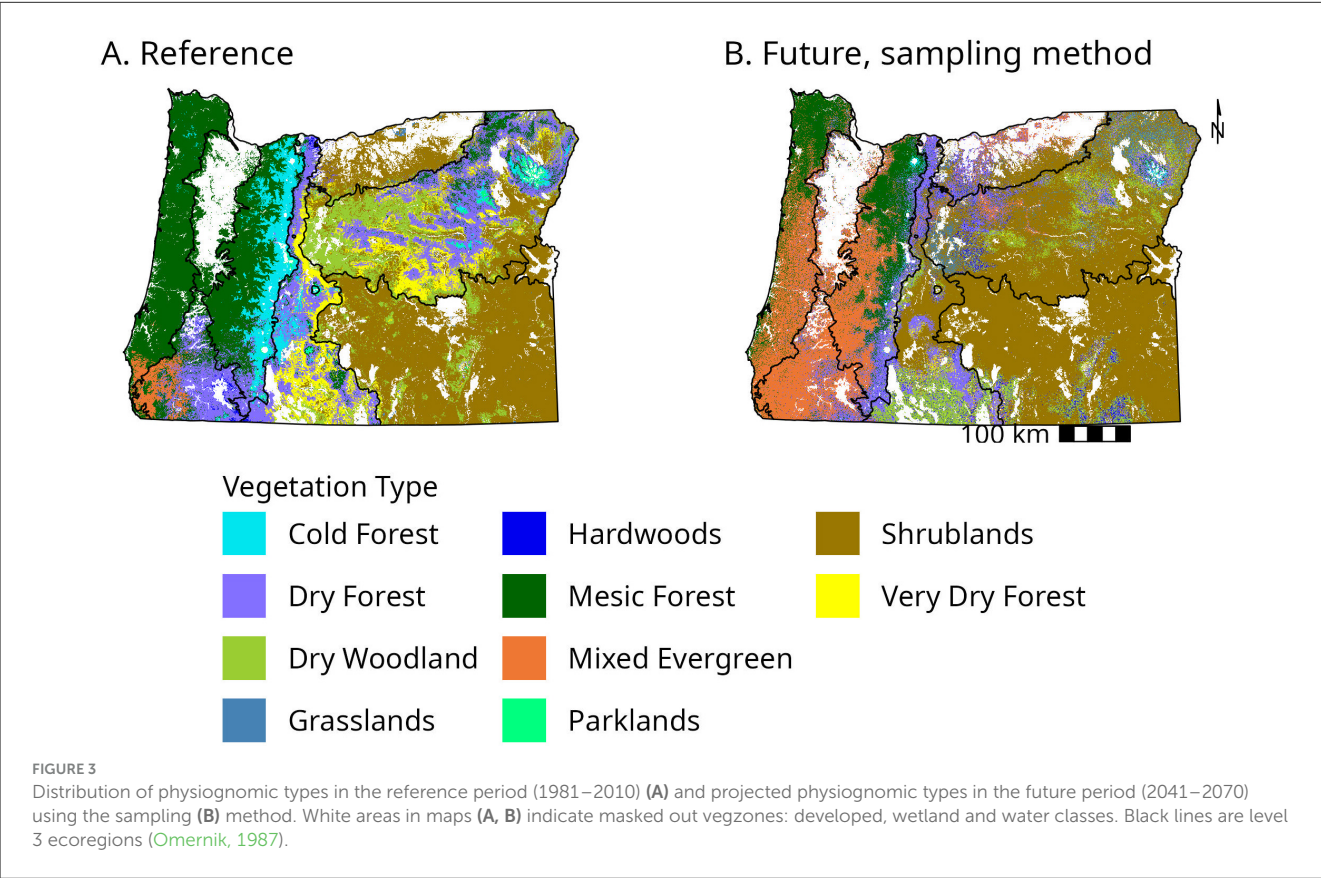 A. Reference
B. Future, sampling method
N
100 km
Vegetation Type
Cold Forest
Hardwoods
Shrublands
Dry Forest
Mesic Forest
Very Dry Forest
Dry Woodland
Mixed Evergreen
Grasslands
Parklands
FIGURE 3
Distribution of physiognomic types in the reference period (1981–2010) (A) and projected physiognomic types in the future period (2041–2070)
using the sampling (B) method. White areas in maps (A, B) indicate masked out vegzones: developed, wetland and water classes. Black lines are level
3 ecoregions (Omernik, 1987).